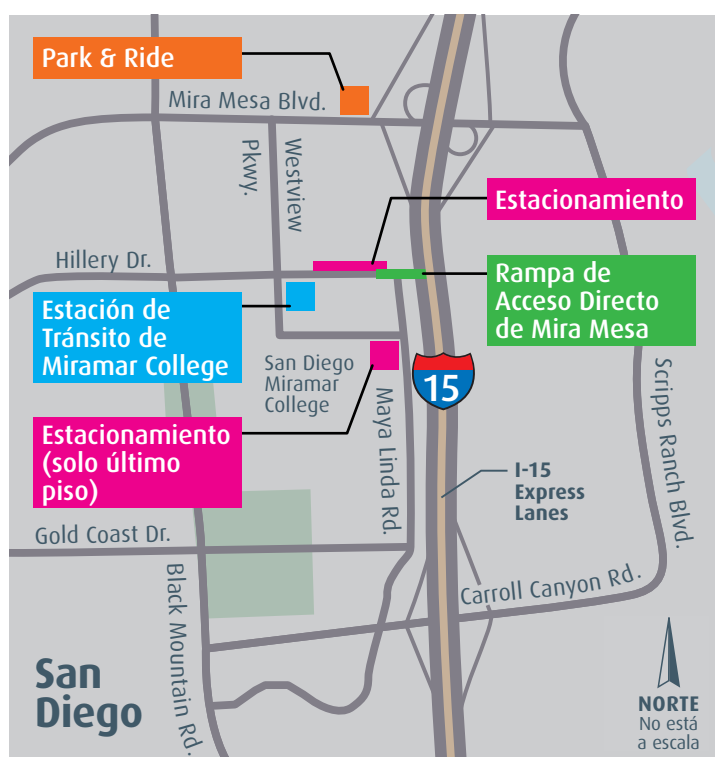 Park & Ride
Mira Mesa Blvd.
Westview
Pkwy.
Estacionamiento
Hillery Dr.
Rampa de
Acceso Directo
de Mira Mesa
Estación de
Tránsito de
Miramar College
San Diego
Miramar
College
15
Maya Linda Rd.
Scripps Ranch Blvd.
Estacionamiento
(solo último
piso)
I-15
Express
Lanes
Gold Coast Dr.
Black Mountain Rd.
Carroll Canyon Rd.
San
Diego
NORTE
No está
a escala